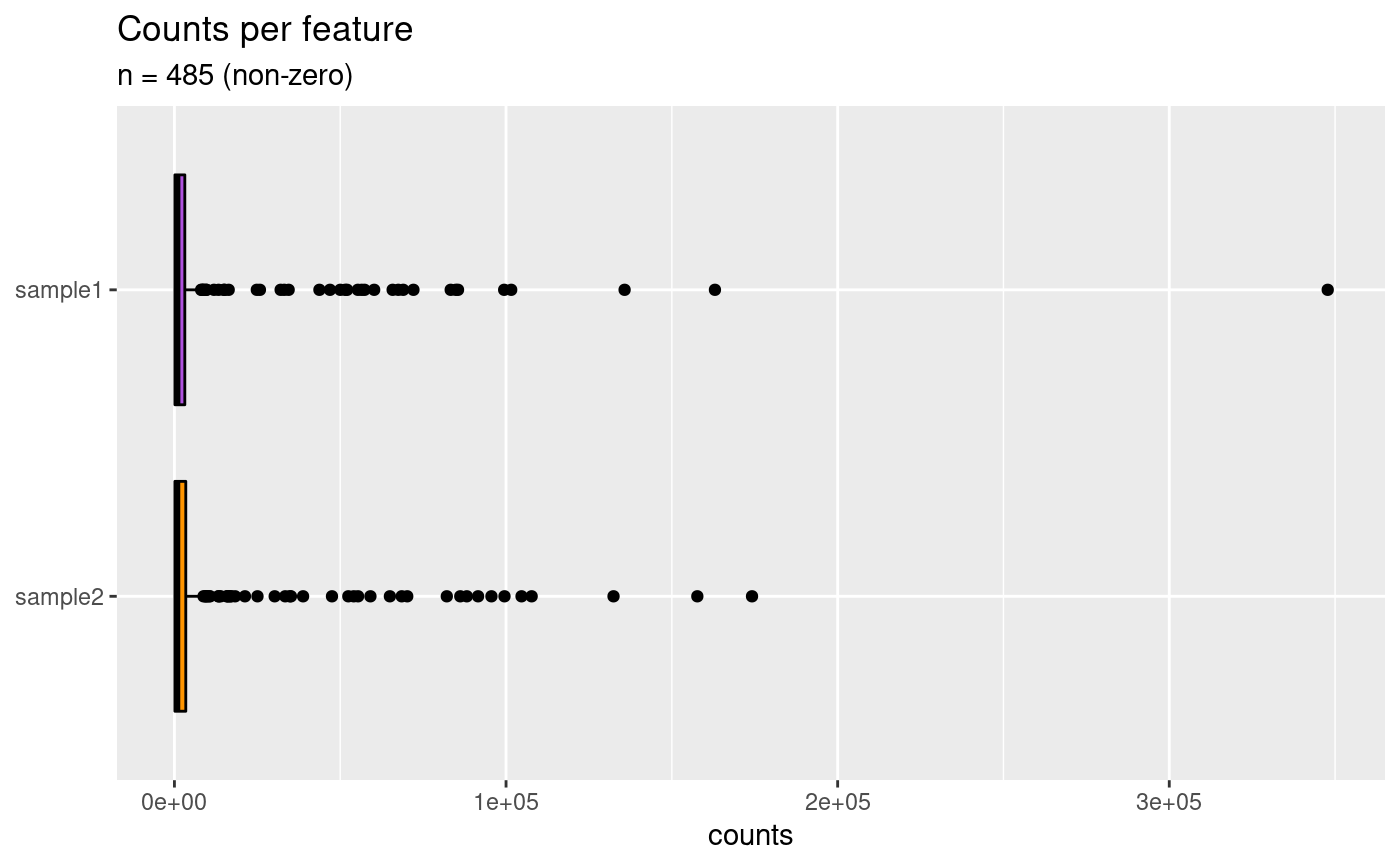 Counts per feature
n = 485 (non-zero)
sample1
sample2
0e+00 1e+05 2e+05 3e+05
counts